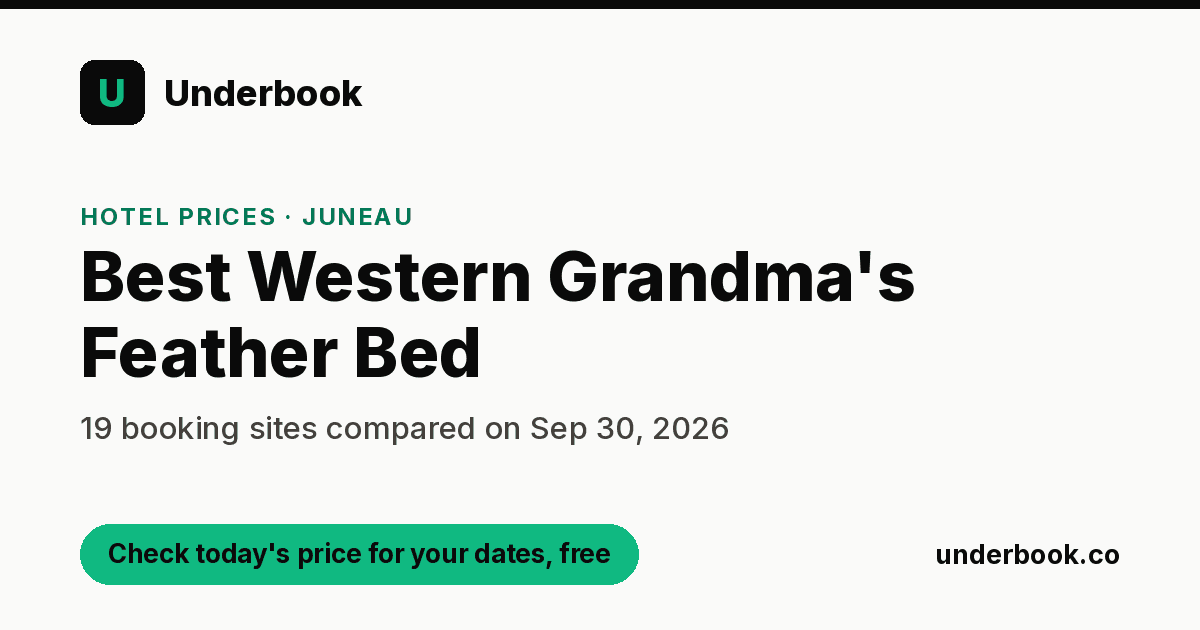 U
Underbook
HOTEL PRICES · JUNEAU
Best Western Grandma's
Feather Bed
19 booking sites compared on Sep 30, 2026
Check today's price for your dates, free
underbook.co